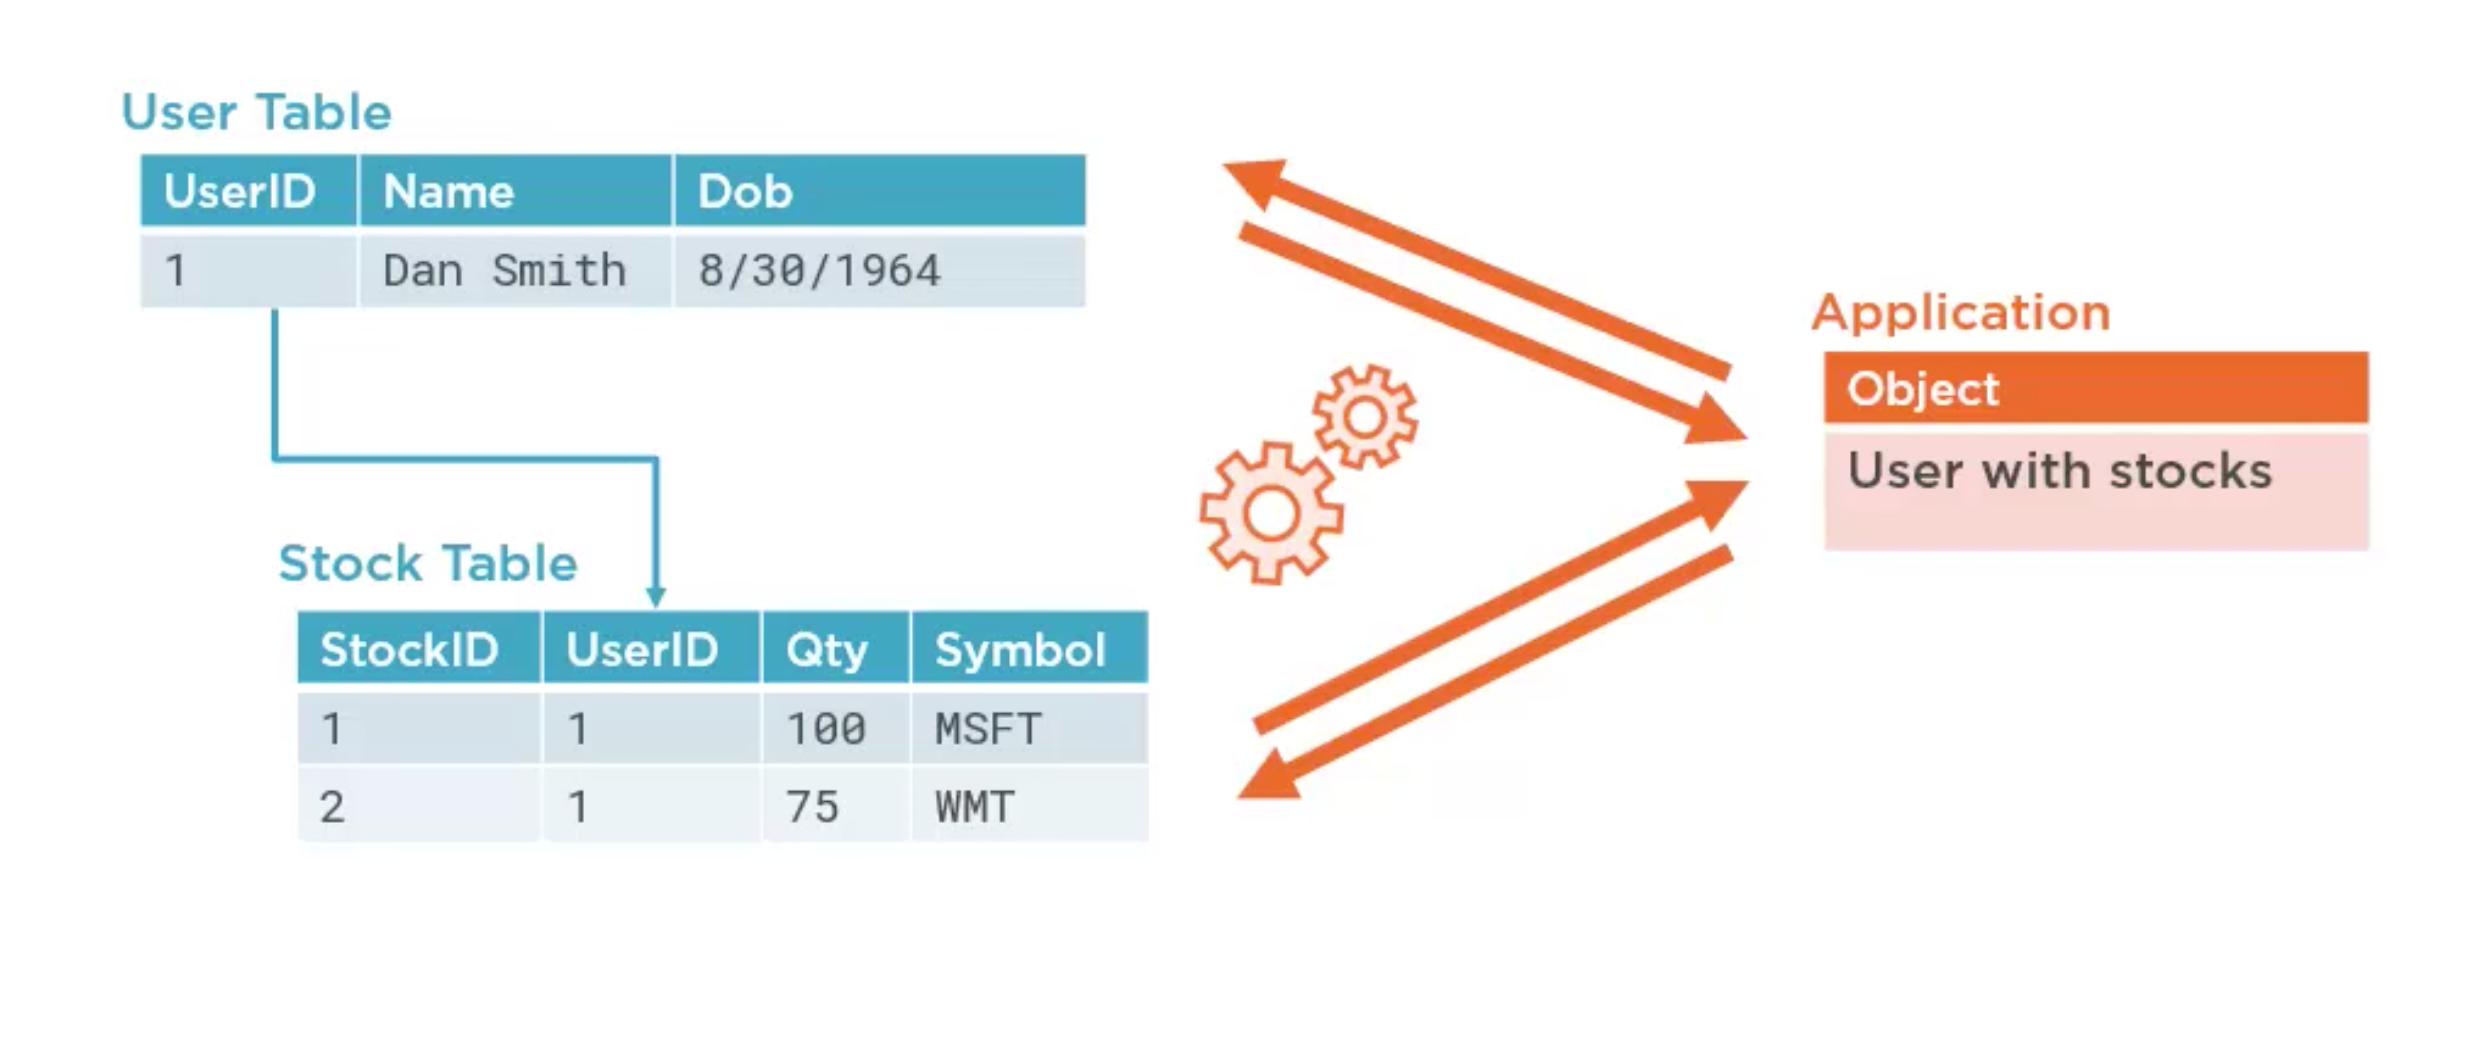 User Table
UserID Name Dob
1 Dan Smith 8/30/1964
Stock Table
StockID UserID Qty Symbol
1 1 100 MSFT
2 1 75 WMT
Application
Object
User with stocks